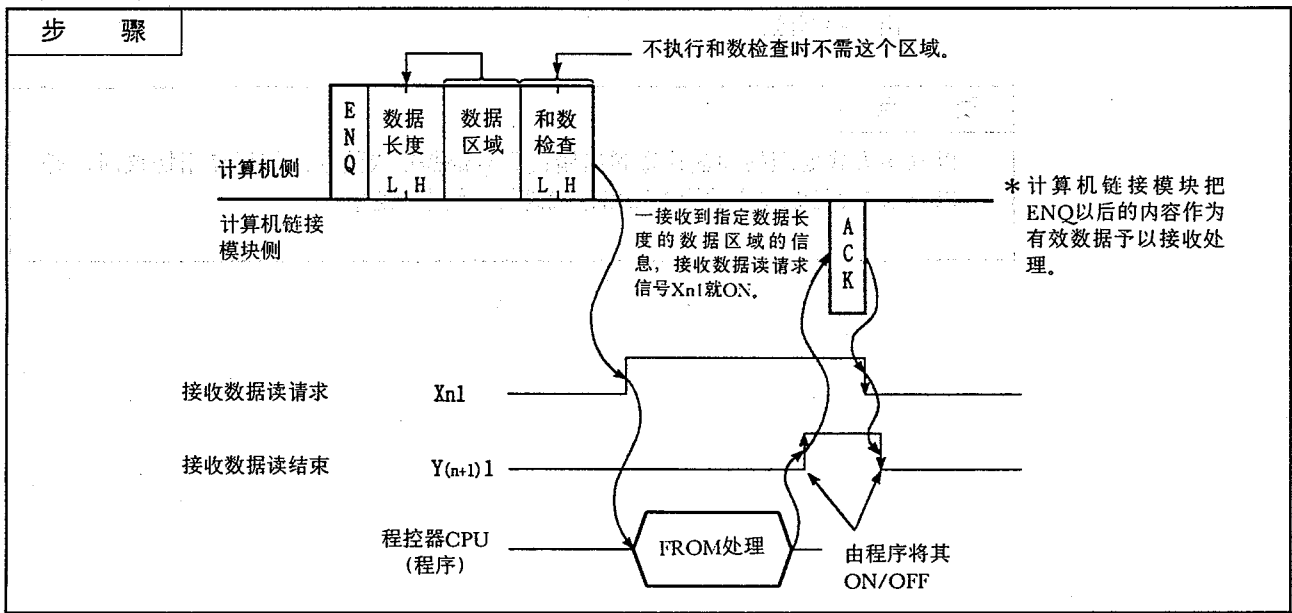 步 骤
不执行和数检查时不需这个区域。
E
N
Q
数据
长度
L H
数据
区域
和数
检查
L H
计算机侧
计算机链接
模块侧
一接收到指定数据长
度的数据区域的信
息，接收数据读请求
信号Xn1就ON。
A
C
K
*计算机链接模块把
ENQ以后的内容作为
有效数据予以接收处
理。
接收数据读请求 Xn1
接收数据读结束 Y(n+1)1
程控器CPU
(程序)
FROM处理
由程序将其
ON/OFF